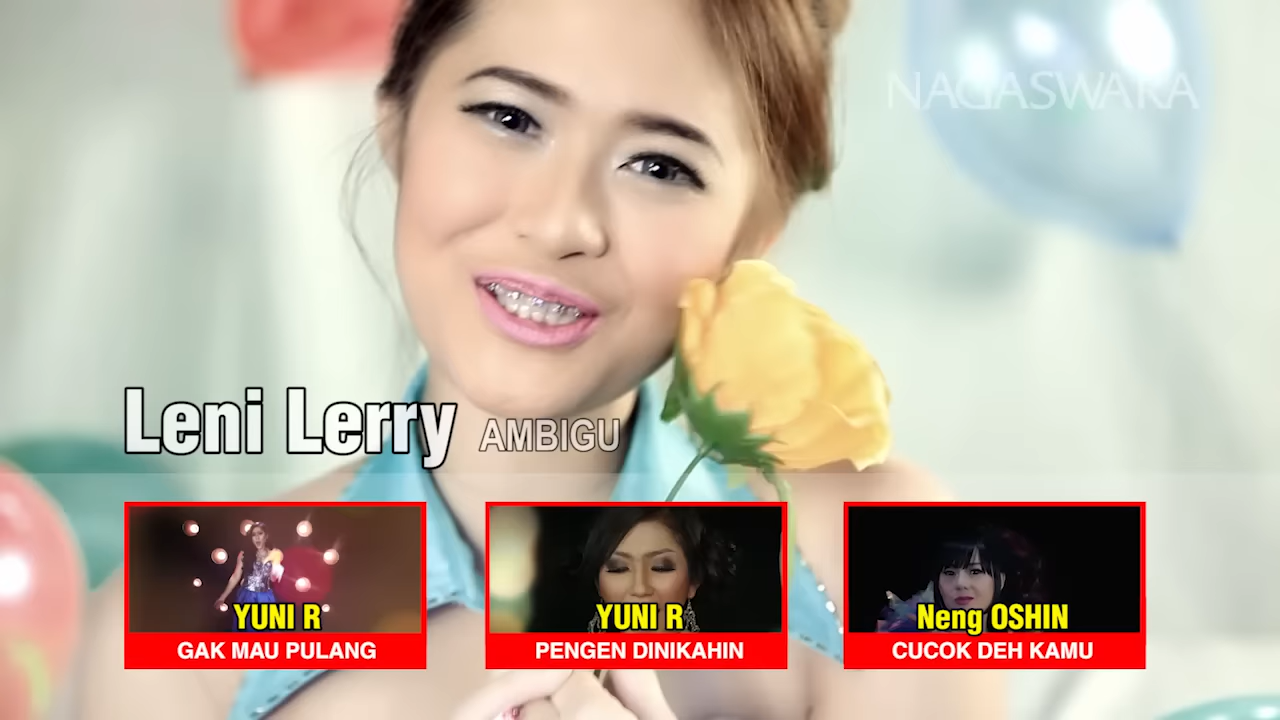 NAGASWARA
Leni Lerry AMBIGU
YUNI R
GAK MAU PULANG
YUNI R
PENGEN DINIKAHIN
Neng OSHIN
CUCOK DEH KAMU